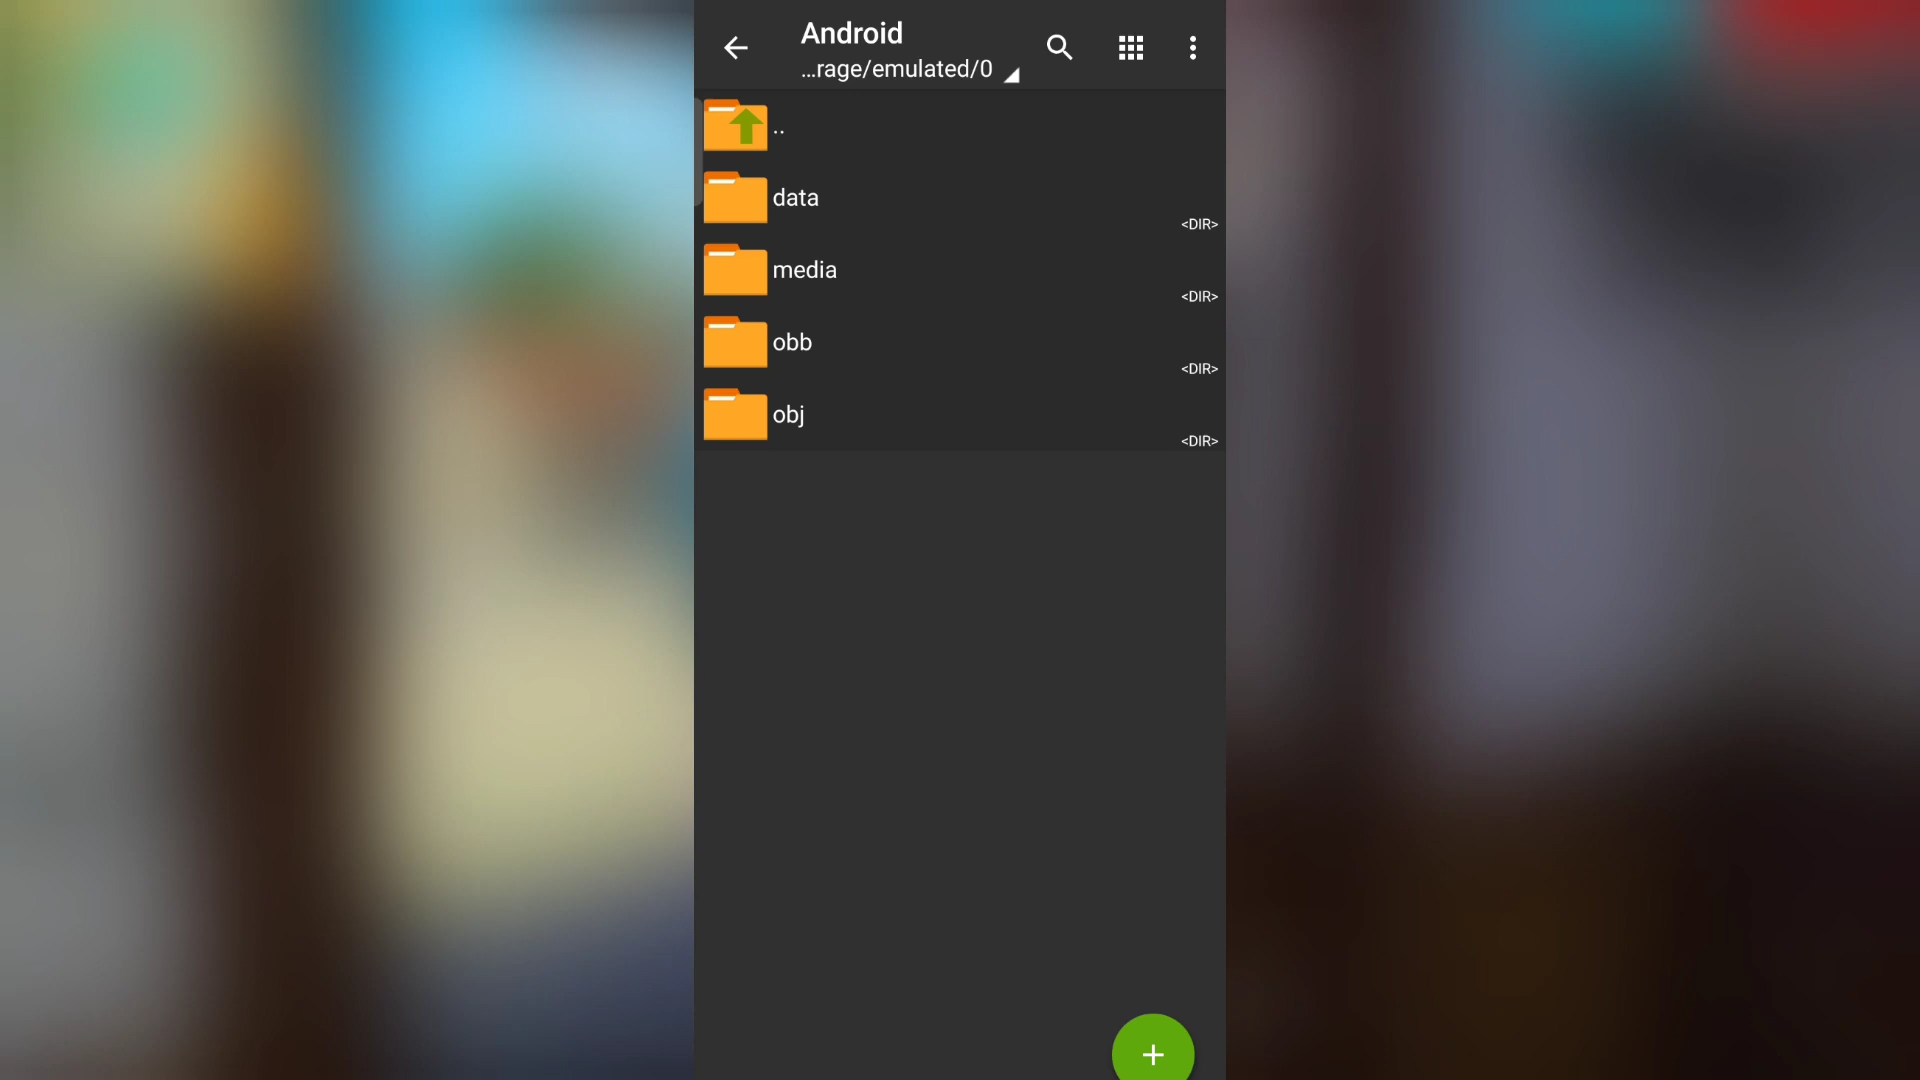 Android
...rage/emulated/0
..
data
<DIR>
media
<DIR>
obb
<DIR>
obj
<DIR>